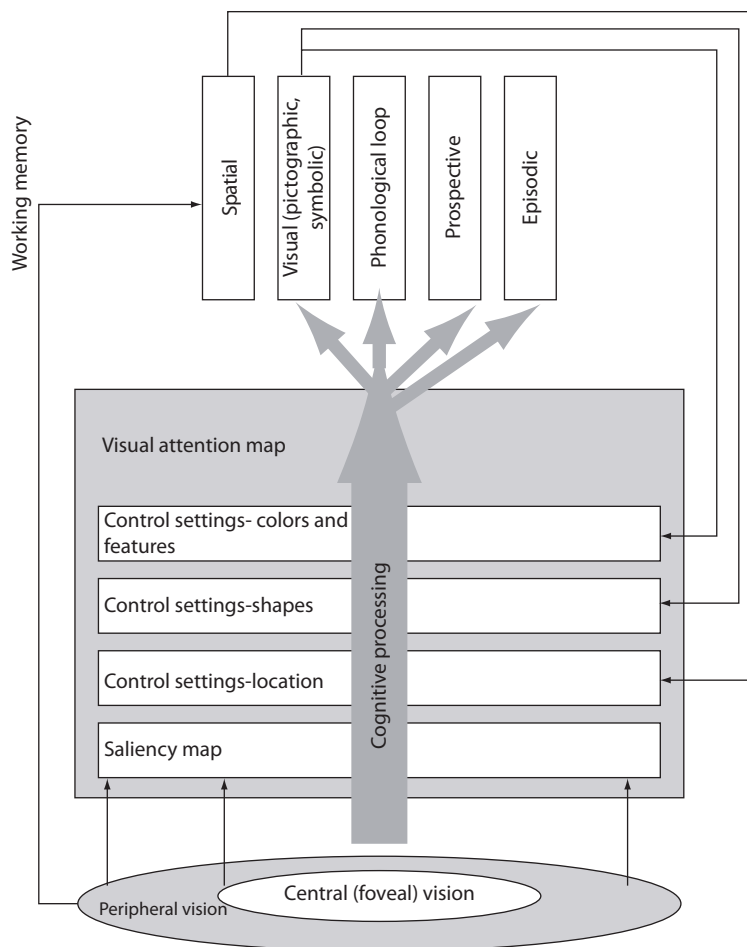 Working memory
Spatial
Visual (pictographic,
symbolic)
Phonological loop
Prospective
Episodic
Visual attention map
Control settings- colors and
features
Control settings-shapes
Control settings-location
Saliency map
Cognitive processing
Central (foveal) vision
Peripheral vision